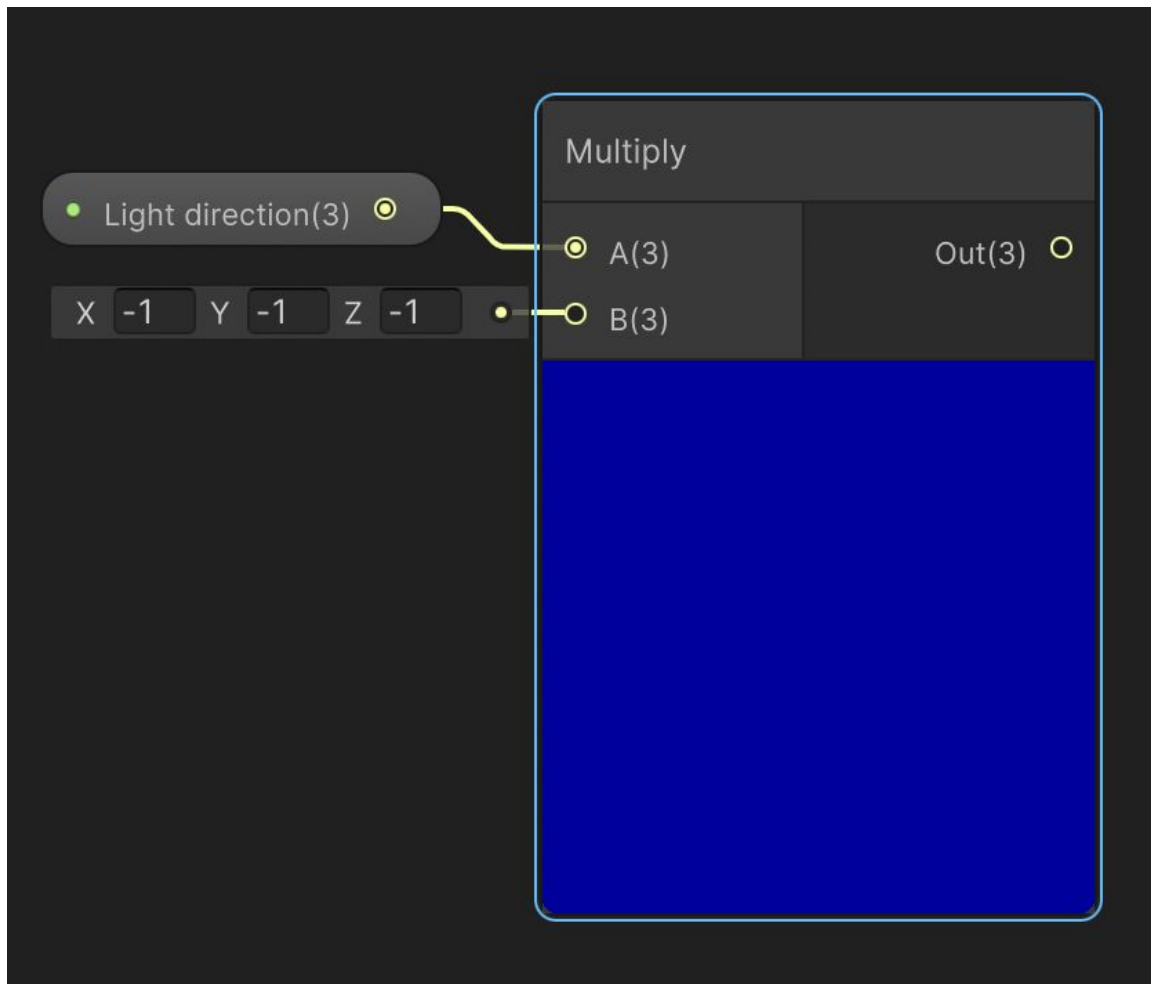 Multiply
Light direction(3)
A(3)
Out(3)
X -1 Y -1 Z -1
B(3)